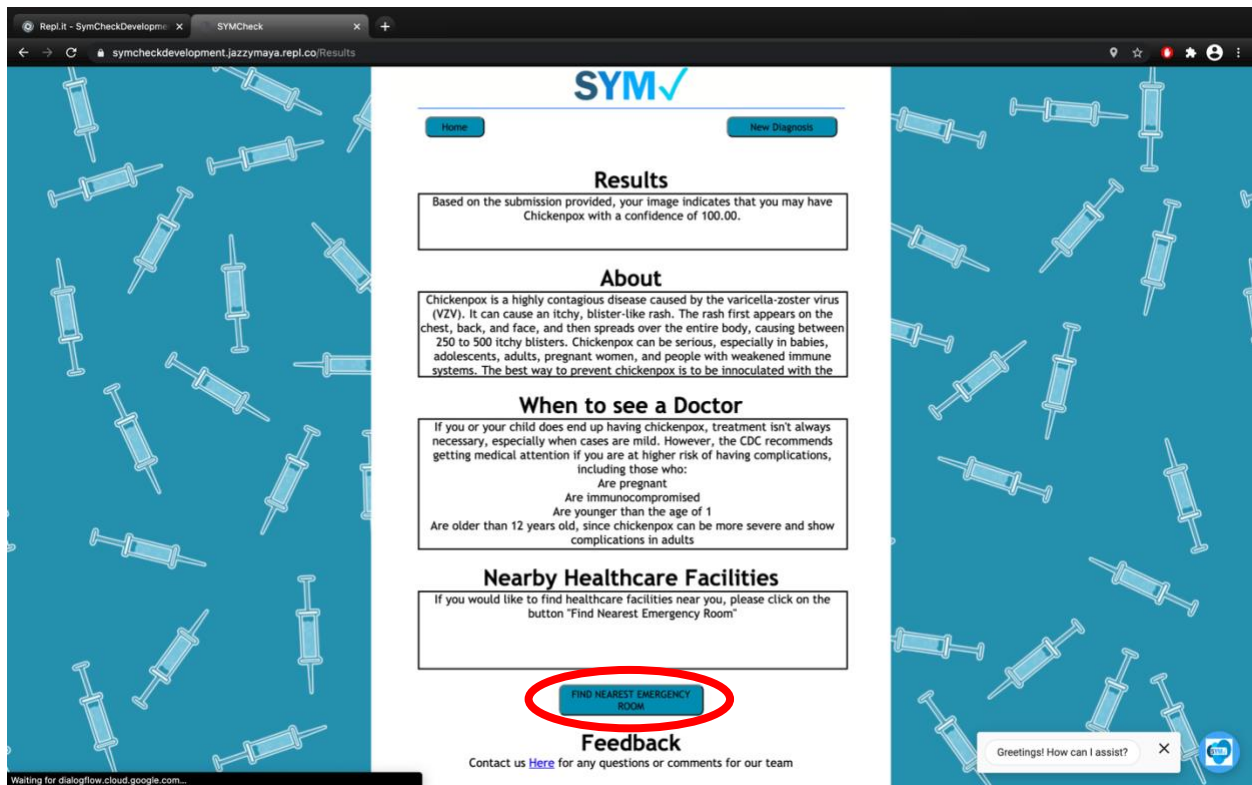 Repl.it - SymCheckDevelopme
SYMCheck
symcheckdevelopment.jazzymaya.repl.co/Results
SYM✓
Home
New Diagnosis
Results
Based on the submission provided, your image indicates that you may have
Chickenpox with a confidence of 100.00.
About
Chickenpox is a highly contagious disease caused by the varicella-zoster virus
(VZV). It can cause an itchy, blister-like rash. The rash first appears on the
chest, back, and face, and then spreads over the entire body, causing between
250 to 500 itchy blisters. Chickenpox can be serious, especially in babies,
adolescents, adults, pregnant women, and people with weakened immune
systems. The best way to prevent chickenpox is to be innoculated with the
When to see a Doctor
If you or your child does end up having chickenpox, treatment isn't always
necessary, especially when cases are mild. However, the CDC recommends
getting medical attention if you are at higher risk of having complications,
including those who:
Are pregnant
Are immunocompromised
Are younger than the age of 1
Are older than 12 years old, since chickenpox can be more severe and show
complications in adults
Nearby Healthcare Facilities
If you would like to find healthcare facilities near you, please click on the
button "Find Nearest Emergency Room"
FIND NEAREST EMERGENCY
ROOM
Feedback
Contact us Here for any questions or comments for our team
Greetings! How can I assist?
Waiting for dialogflow.cloud.google.com...